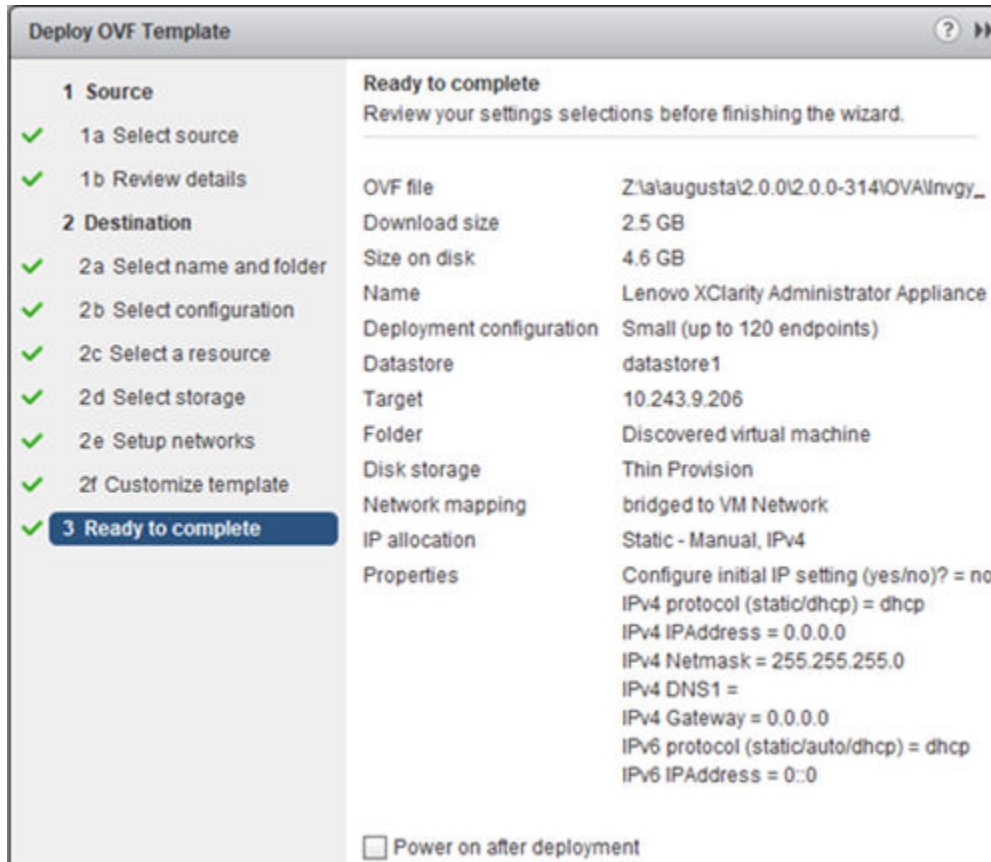 Deploy OVF Template
?
1 Source
1a Select source
1b Review details
2 Destination
2a Select name and folder
2b Select configuration
2c Select a resource
2d Select storage
2e Setup networks
2f Customize template
3 Ready to complete
Ready to complete
Review your settings selections before finishing the wizard.
OVF file Z:\a\augusta\2.0.0\2.0.0-314\OVA\lnvgy_
Download size 2.5 GB
Size on disk 4.6 GB
Name Lenovo XClarity Administrator Appliance
Deployment configuration Small (up to 120 endpoints)
Datastore datastore1
Target 10.243.9.206
Folder Discovered virtual machine
Disk storage Thin Provision
Network mapping bridged to VM Network
IP allocation Static - Manual, IPv4
Properties Configure initial IP setting (yes/no)? = no
IPv4 protocol (static/dhcp) = dhcp
IPv4 IPAddress = 0.0.0.0
IPv4 Netmask = 255.255.255.0
IPv4 DNS1 =
IPv4 Gateway = 0.0.0.0
IPv6 protocol (static/auto/dhcp) = dhcp
IPv6 IPAddress = 0::0
Power on after deployment